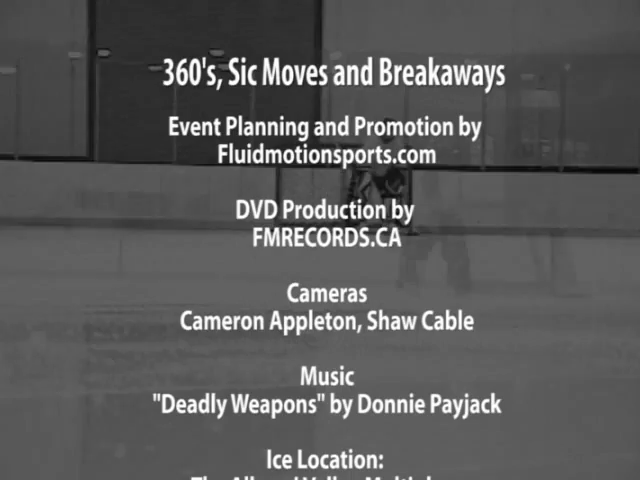 360's, Sic Moves and Breakaways
Event Planning and Promotion by
Fluidmotionsports.com
DVD Production by
FMRECORDS.CA
Cameras
Cameron Appleton, Shaw Cable
Music
"Deadly Weapons" by Donnie Payjack
Ice Location: